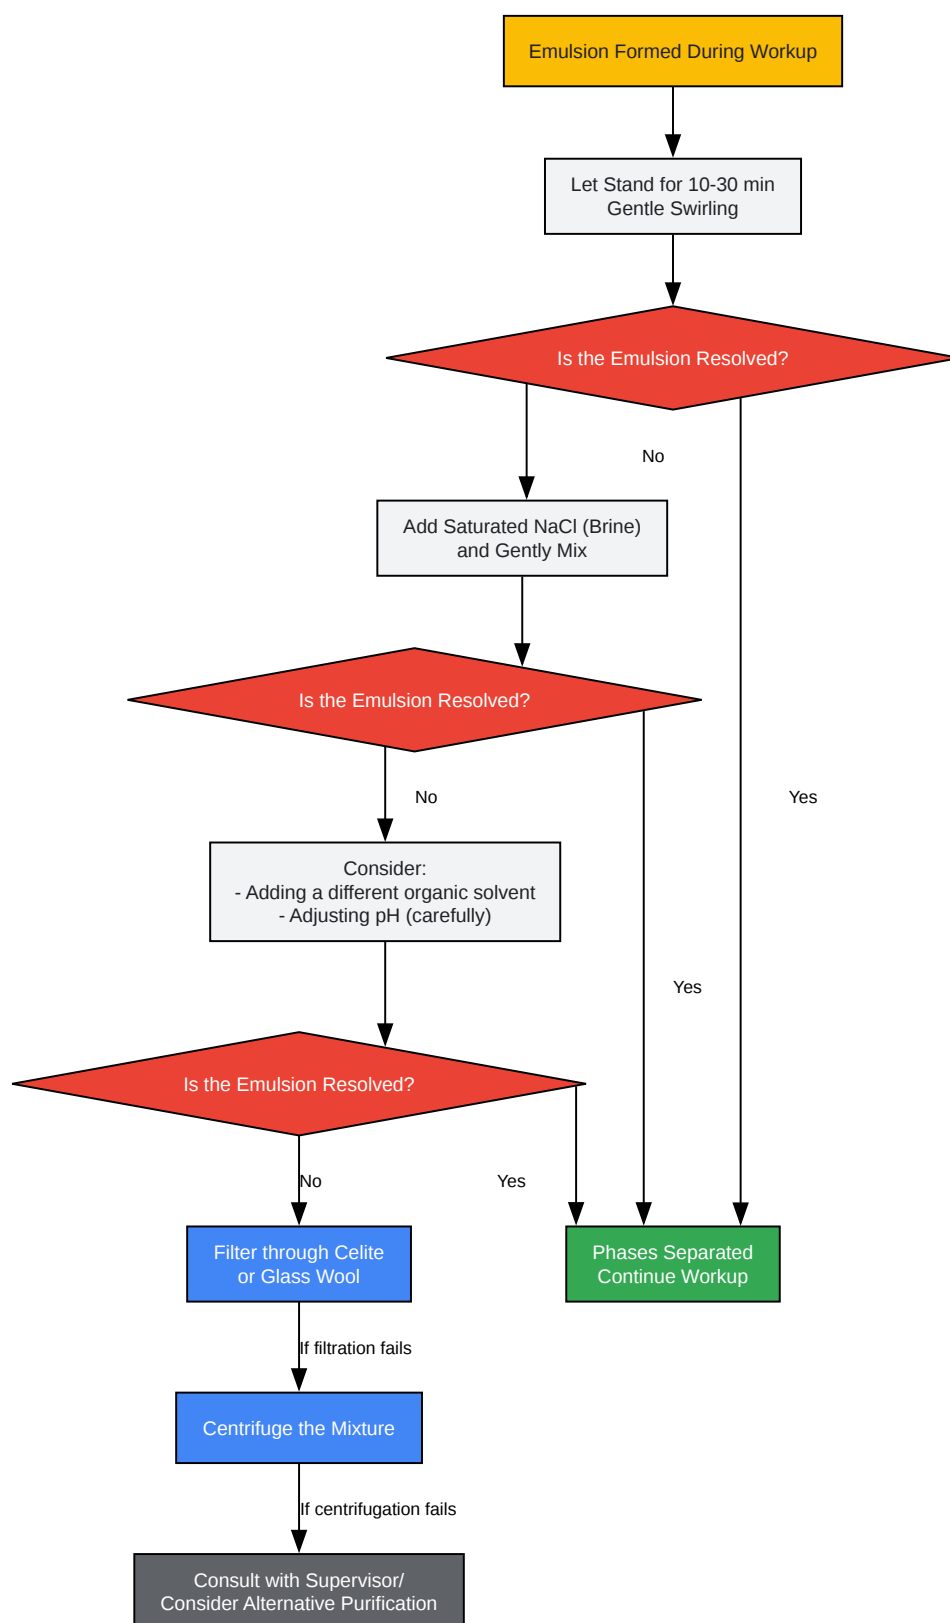 Emulsion Formed During Workup
Let Stand for 10-30 min
Gentle Swirling
Is the Emulsion Resolved?
No
Add Saturated NaCl (Brine)
and Gently Mix
Is the Emulsion Resolved?
No
Yes
Consider:
- Adding a different organic solvent
- Adjusting pH (carefully)
Yes
Is the Emulsion Resolved?
No
Yes
Filter through Celite
or Glass Wool
Phases Separated
Continue Workup
If filtration fails
Centrifuge the Mixture
If centrifugation fails
Consult with Supervisor/
Consider Alternative Purification